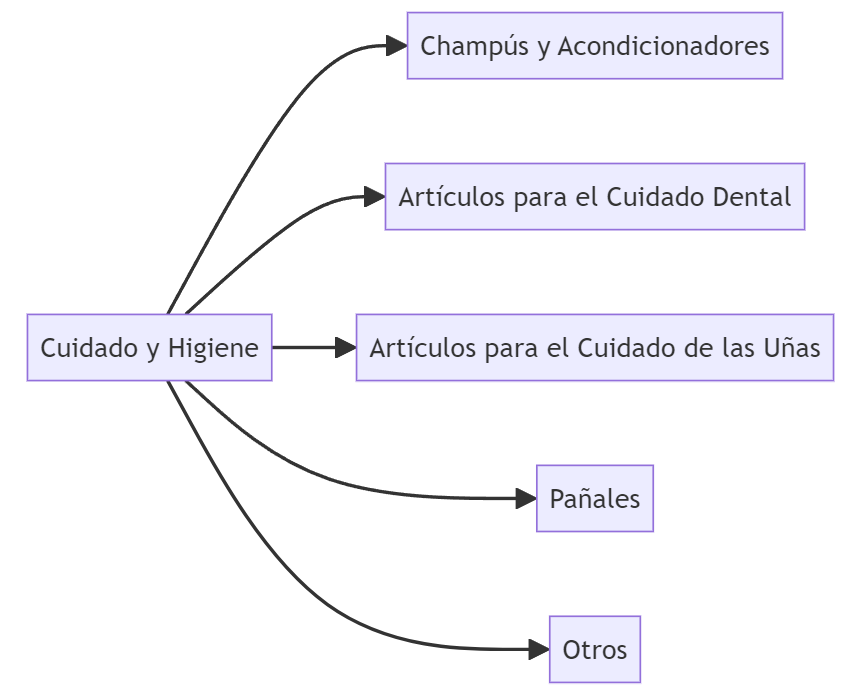 Champús y Acondicionadores
Artículos para el Cuidado Dental
Cuidado y Higiene
Artículos para el Cuidado de las Uñas
Pañales
Otros